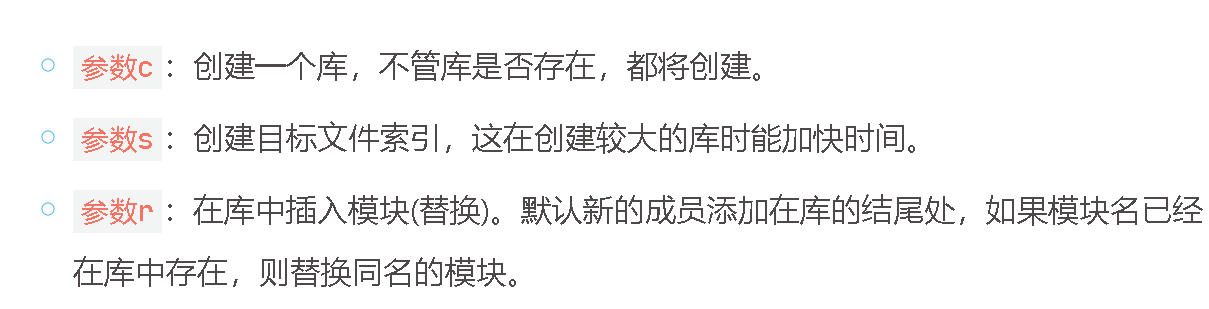 参数c：创建一个库，不管库是否存在，都将创建。
参数s：创建目标文件索引，这在创建较大的库时能加快时间。
参数r：在库中插入模块(替换)。默认新的成员添加在库的结尾处，如果模块名已经
在库中存在，则替换同名的模块。